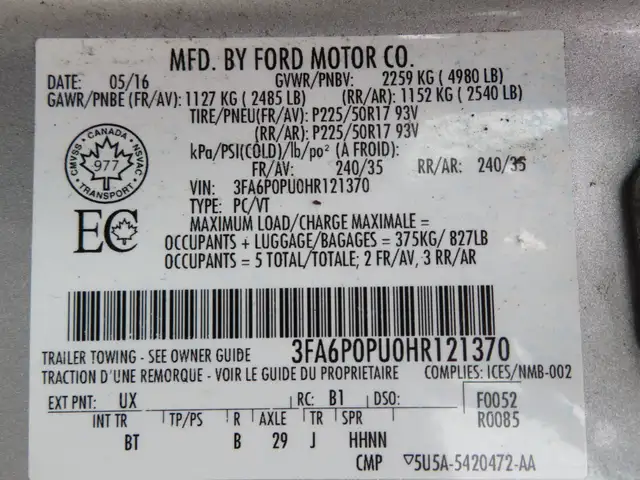 MFD. BY FORD MOTOR CO.
DATE: 05/16 GVWR/PNBV: 2259 KG ( 4980 LB)
GAWR/PNBE (FR/AV): 1127 KG ( 2485 LB) (RR/AR): 1152 KG ( 2540 LB)
TIRE/PNEU(FR/AV): P225/50R17 93V
(RR/AR): P225/50R17 93V
kPa/PSI(COLD)/lb/po² (A FROID):
FR/AV: 240/35 RR/AR: 240/35
CMVSS · CANADA · NSVAC
977
TRANSPORT
VIN: 3FA6P0PU0HR121370
TYPE: PC/VT
MAXIMUM LOAD/CHARGE MAXIMALE =
EC
OCCUPANTS + LUGGAGE/BAGAGES = 375KG/ 827LB
OCCUPANTS = 5 TOTAL/TOTALE; 2 FR/AV, 3 RR/AR
TRAILER TOWING - SEE OWNER GUIDE 3FA6P0PU0HR121370
TRACTION D'UNE REMORQUE - VOIR LE GUIDE DU PROPRIETAIRE COMPLIES: ICES/NMB-002
EXT PNT: UX RC: B1 DSO: F0052
INT TR TP/PS R AXLE TR SPR R0085
BT B 29 J HHNN
CMP ▽5U5A-5420472-AA